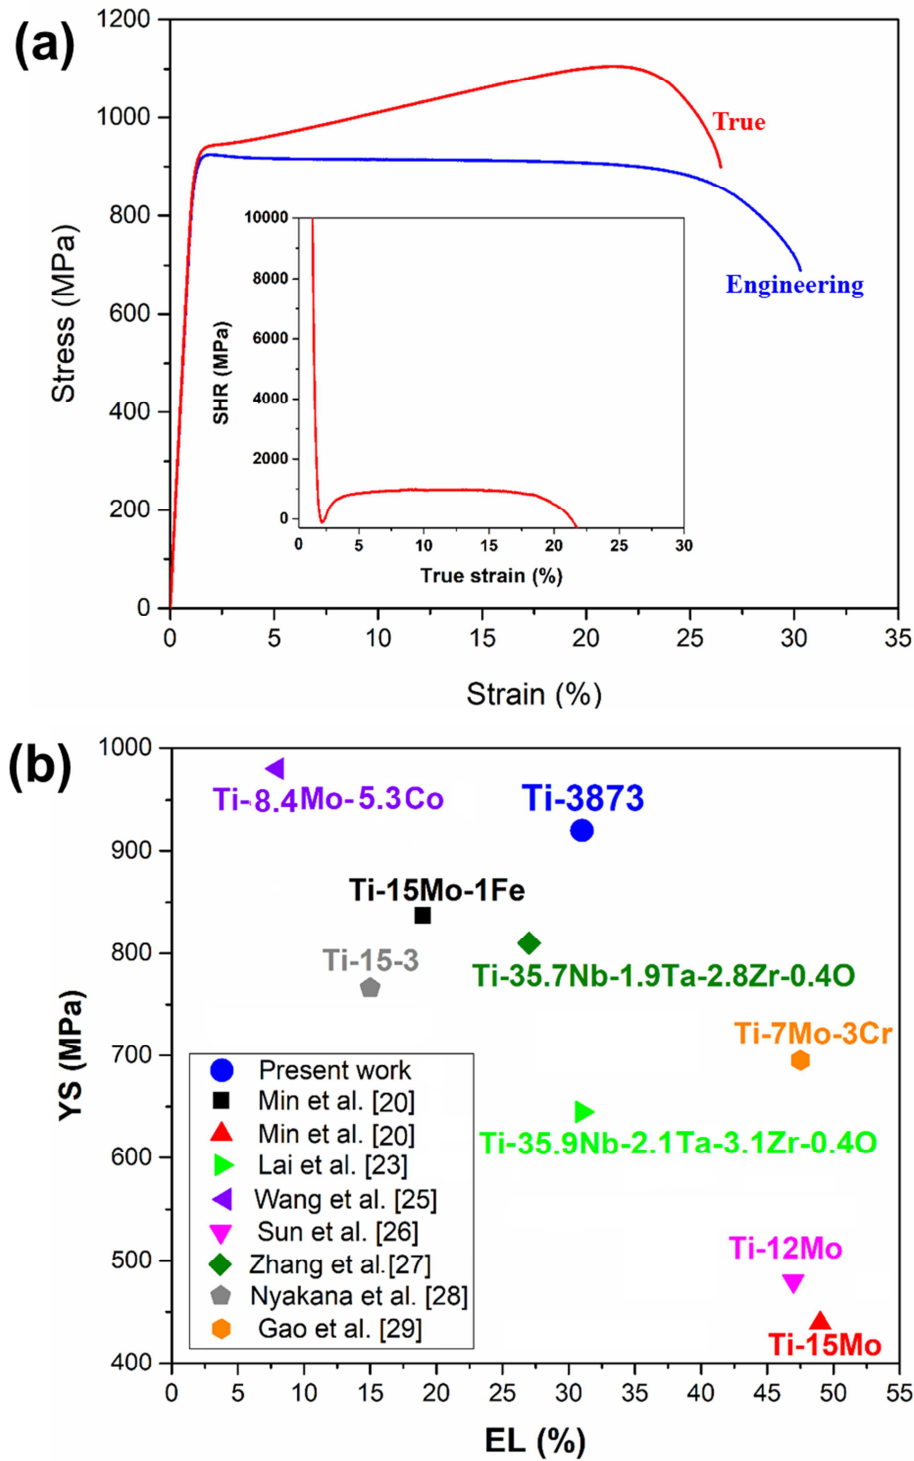 (a)
1200
1000
800
600
400
200
0
Stress (MPa)
True
Engineering
10000
8000
6000
4000
2000
0
SHR (MPa)
0 5 10 15 20 25 30
True strain (%)
0 5 10 15 20 25 30 35
Strain (%)
(b)
1000
900
800
700
600
500
400
YS (MPa)
Ti-8.4Mo-5.3Co
Ti-3873
Ti-15Mo-1Fe
Ti-15-3
Ti-35.7Nb-1.9Ta-2.8Zr-0.4O
Ti-7Mo-3Cr
Ti-35.9Nb-2.1Ta-3.1Zr-0.4O
Ti-12Mo
Ti-15Mo
Present work
Min et al. [20]
Min et al. [20]
Lai et al. [23]
Wang et al. [25]
Sun et al. [26]
Zhang et al.[27]
Nyakana et al. [28]
Gao et al. [29]
0 5 10 15 20 25 30 35 40 45 50 55
EL (%)